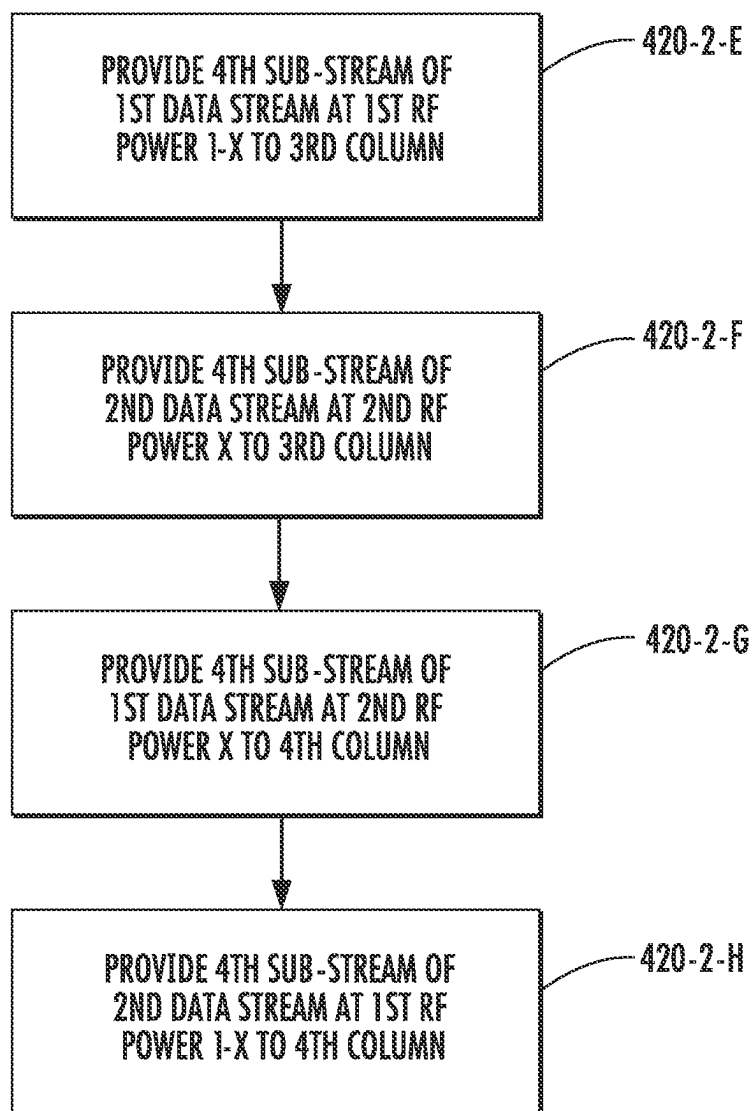 420-2-E
PROVIDE 4TH SUB-STREAM OF
1ST DATA STREAM AT 1ST RF
POWER 1-X TO 3RD COLUMN
420-2-F
PROVIDE 4TH SUB-STREAM OF
2ND DATA STREAM AT 2ND RF
POWER X TO 3RD COLUMN
420-2-G
PROVIDE 4TH SUB-STREAM OF
1ST DATA STREAM AT 2ND RF
POWER X TO 4TH COLUMN
420-2-H
PROVIDE 4TH SUB-STREAM OF
2ND DATA STREAM AT 1ST RF
POWER 1-X TO 4TH COLUMN